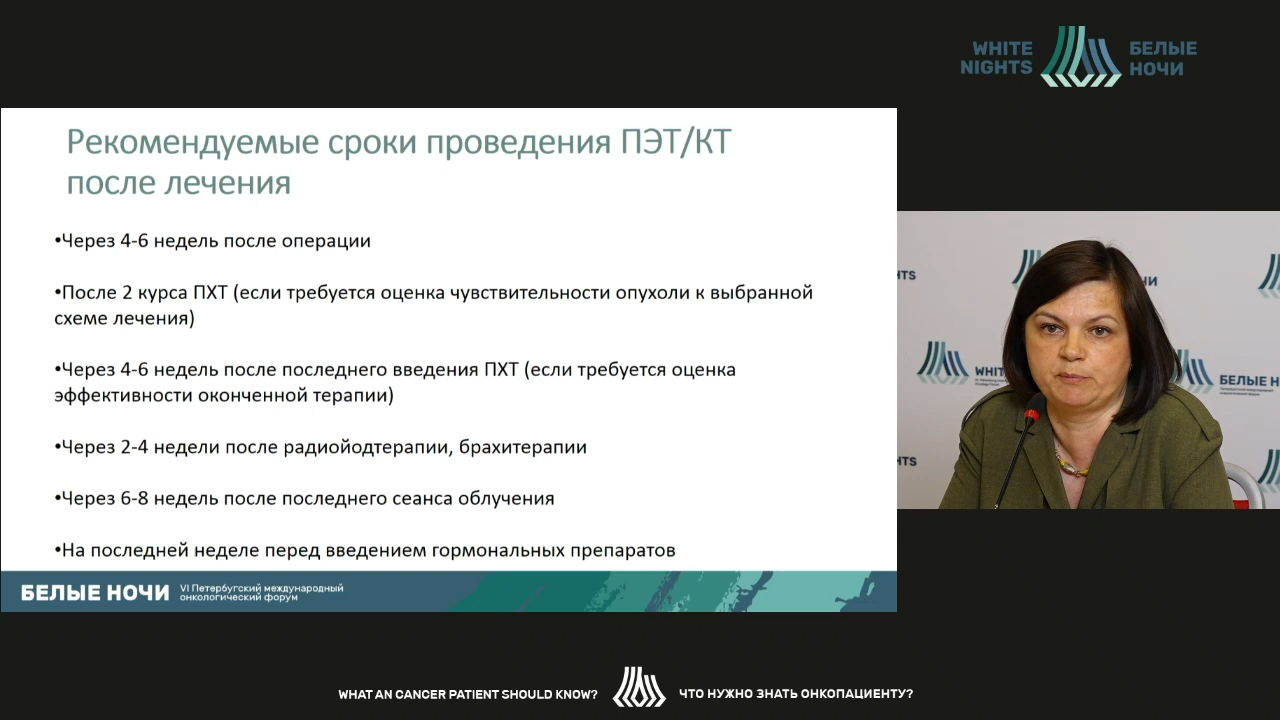 WHITE
NIGHTS
БЕЛЫЕ
НОЧИ
Рекомендуемые сроки проведения ПЭТ/КТ
после лечения
•Через 4-6 недель после операции
•После 2 курса ПХТ (если требуется оценка чувствительности опухоли к выбранной
схеме лечения)
•Через 4-6 недель после последнего введения ПХТ (если требуется оценка
эффективности оконченной терапии)
•Через 2-4 недели после радиойодтерапии, брахитерапии
•Через 6-8 недель после последнего сеанса облучения
•На последней неделе перед введением гормональных препаратов
БЕЛЫЕ НОЧИ
VI Петербугский международный
онкологический форум
БЕЛЫЕ Н
WHAT AN CANCER PATIENT SHOULD KNOW?
ЧТО НУЖНО ЗНАТЬ ОНКОПАЦИЕНТУ?